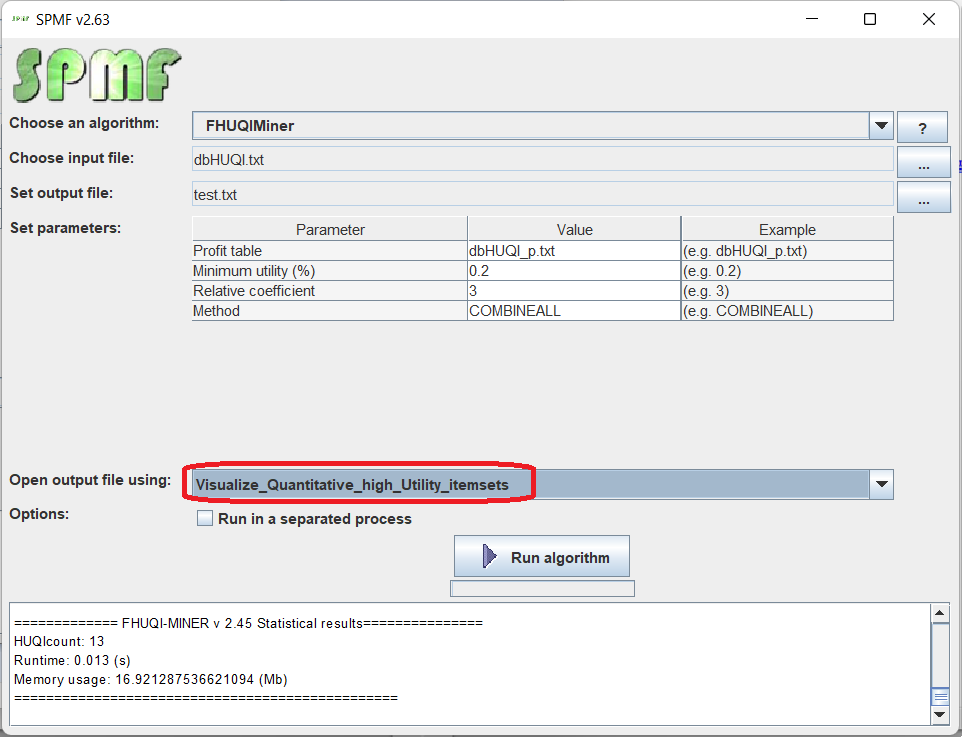 SPMF SPMF v2.63
SPMF
Choose an algorithm: FHUQIMiner ?
Choose input file: dbHUQI.txt ...
Set output file: test.txt ...
Set parameters: Parameter Value Example
Profit table dbHUQI_p.txt (e.g. dbHUQI_p.txt)
Minimum utility (%) 0.2 (e.g. 0.2)
Relative coefficient 3 (e.g. 3)
Method COMBINEALL (e.g. COMBINEALL)
Open output file using: Visualize_Quantitative_high_Utility_itemsets
Options: Run in a separated process
Run algorithm
============= FHUQI-MINER v 2.45 Statistical results===============
HUQIcount: 13
Runtime: 0.013 (s)
Memory usage: 16.921287536621094 (Mb)
================================================